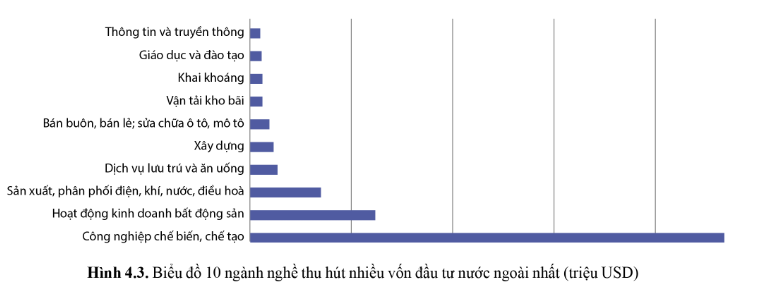 Thông tin và truyền thông
Giáo dục và đào tạo
Khai khoáng
Vận tải kho bãi
Bán buôn, bán lẻ; sửa chữa ô tô, mô tô
Xây dựng
Dịch vụ lưu trú và ăn uống
Sản xuất, phân phối điện, khí, nước, điều hoà
Hoạt động kinh doanh bất động sản
Công nghiệp chế biến, chế tạo
Hình 4.3. Biểu đồ 10 ngành nghề thu hút nhiều vốn đầu tư nước ngoài nhất (triệu USD)